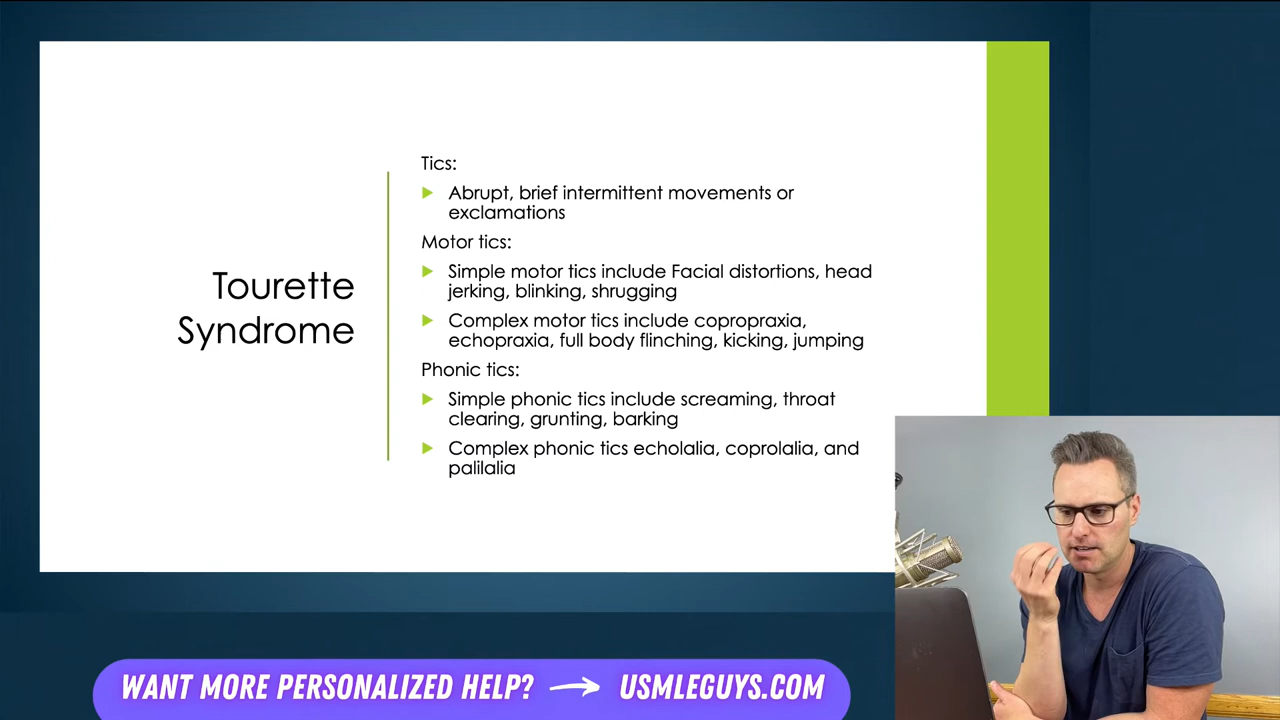 Tourette
Syndrome
Tics:
Abrupt, brief intermittent movements or
exclamations
Motor tics:
Simple motor tics include Facial distortions, head
jerking, blinking, shrugging
Complex motor tics include copropraxia,
echopraxia, full body flinching, kicking, jumping
Phonic tics:
Simple phonic tics include screaming, throat
clearing, grunting, barking
Complex phonic tics echolalia, coprolalia, and
palilalia
WANT MORE PERSONALIZED HELP? → USMLEGUYS.COM